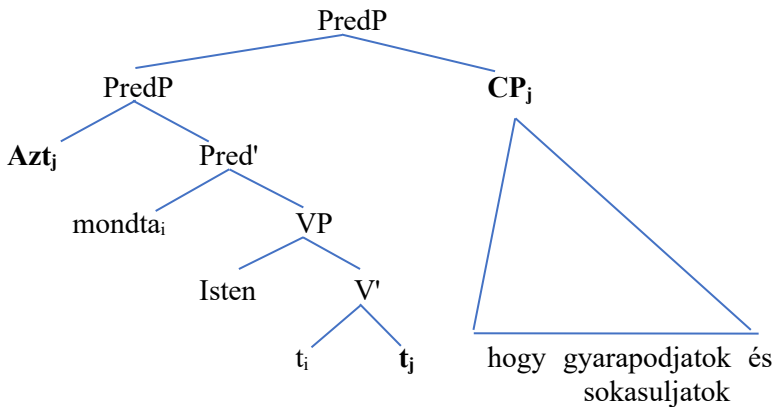 PredP
PredP CPⱼ
Aztⱼ Pred'
mondtaᵢ VP
Isten V'
tᵢ tⱼ hogy gyarapodjatok és
sokasuljatok